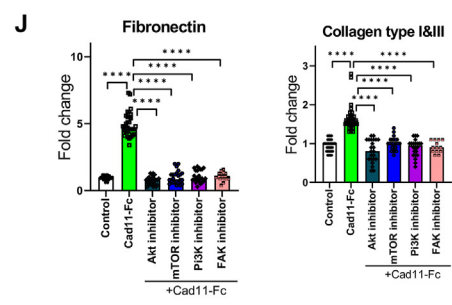 J
Fibronectin
Fold change
10
5
0
****
****
****
****
****
Control
Cad11-Fc
Akt inhibitor
mTOR inhibitor
Pi3K inhibitor
FAK inhibitor
+Cad11-Fc
Collagen type I&III
Fold change
3
2
1
0
****
****
****
****
****
Control
Cad11-Fc
Akt inhibitor
mTOR inhibitor
Pi3K inhibitor
FAK inhibitor
+Cad11-Fc